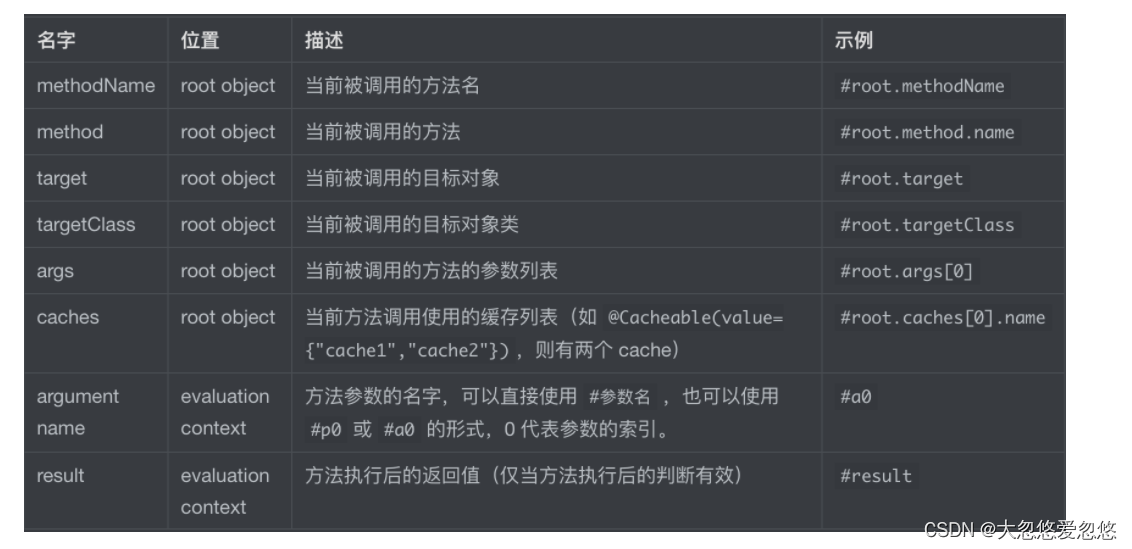 名字 位置 描述 示例
methodName root object 当前被调用的方法名 #root.methodName
method root object 当前被调用的方法 #root.method.name
target root object 当前被调用的目标对象 #root.target
targetClass root object 当前被调用的目标对象类 #root.targetClass
args root object 当前被调用的方法的参数列表 #root.args[0]
caches root object 当前方法调用使用的缓存列表（如 @Cacheable(value= #root.caches[0].name
{"cache1","cache2"}) ，则有两个 cache）
argument evaluation 方法参数的名字，可以直接使用 #参数名 ，也可以使用 #a0
name context #p0 或 #a0 的形式，0 代表参数的索引。
result evaluation 方法执行后的返回值（仅当方法执行后的判断有效） #result
context
CSDN @大忽悠爱忽悠